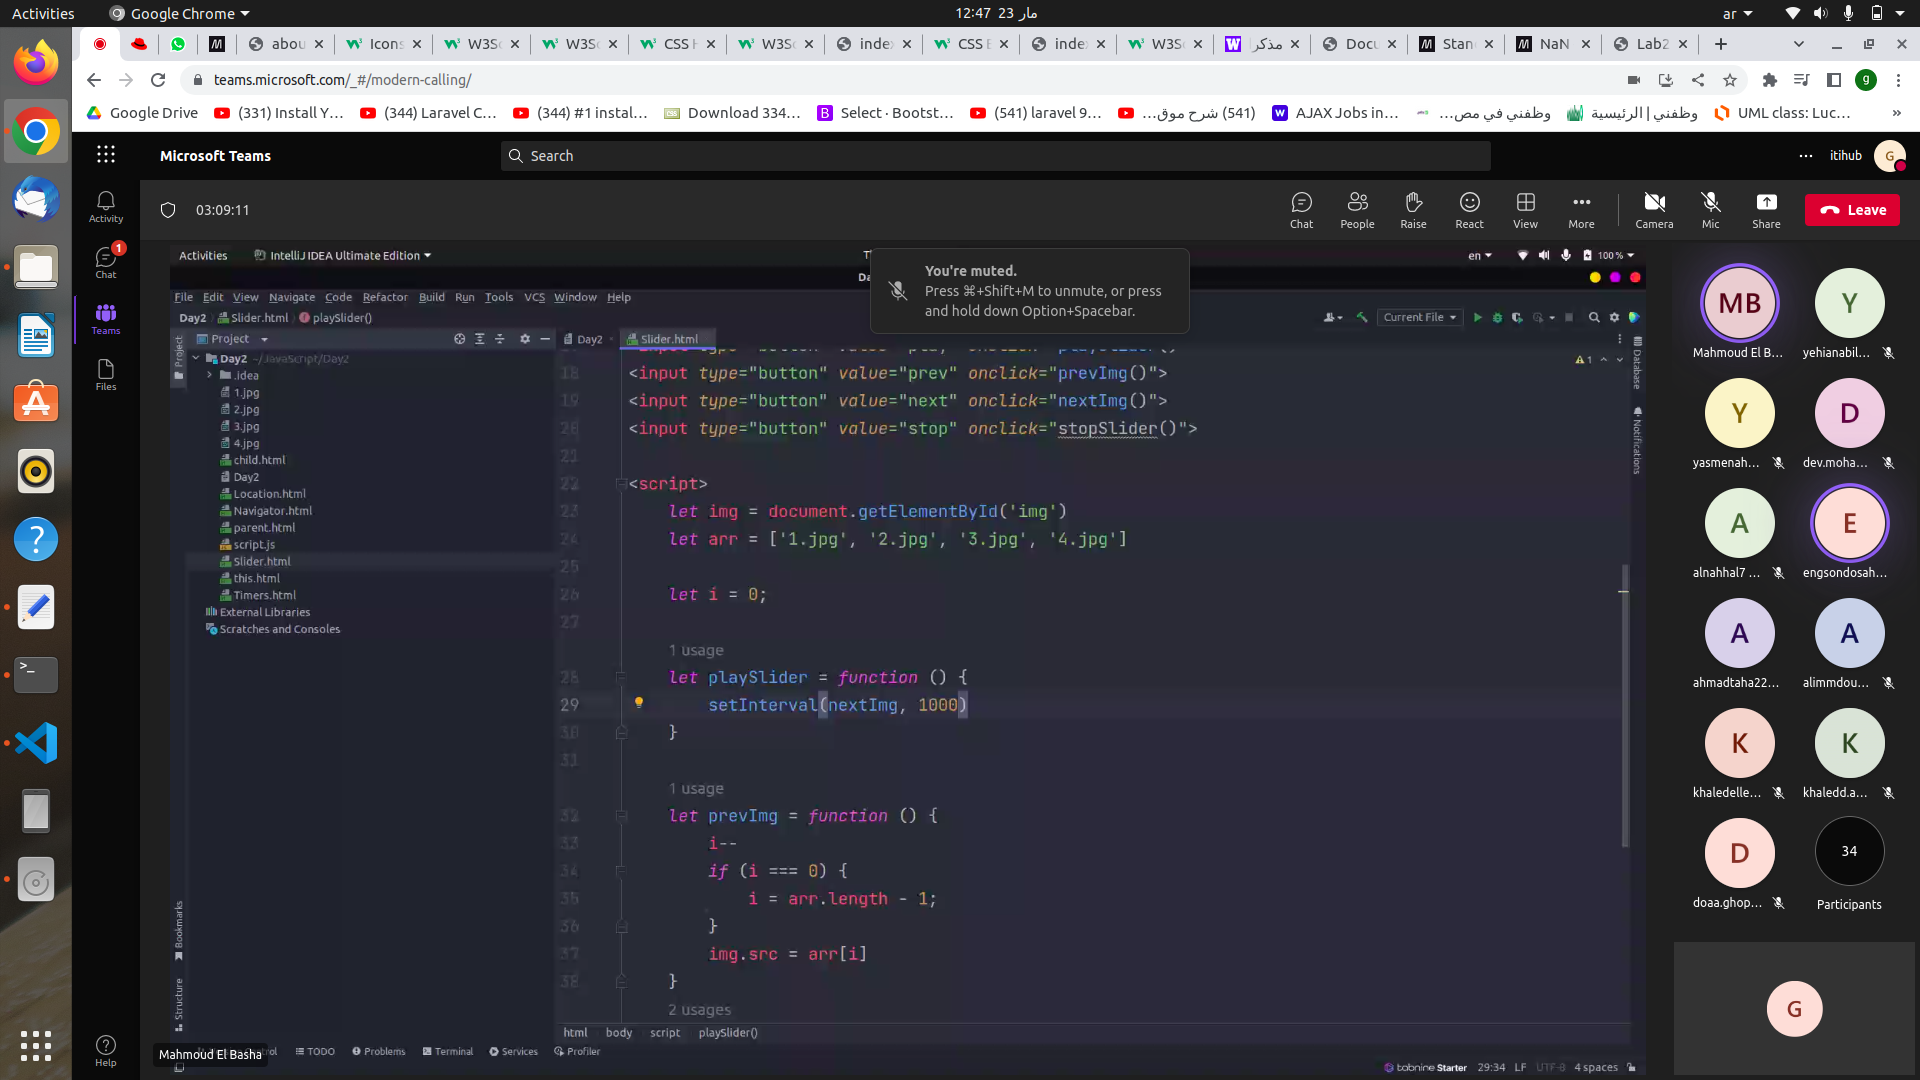 Activities
Google Chrome
12:47 23 مار
ar
abou
Icons
W3Sc
W3Sc
CSS H
W3Sc
index
CSS E
index
W3Sc
مذكرا
Docu
Stan
NaN
Lab2
teams.microsoft.com/_#/modern-calling/
g
Google Drive
(331) Install Y…
(344) Laravel C…
(344) #1 instal…
Download 334…
Select · Bootst…
(541) laravel 9…
(541) شرح موق…
AJAX Jobs in…
وظفني في مص…
وظفني | الرئيسية
UML class: Luc…
»
Microsoft Teams
Search
itihub
G
Activity
Chat
1
Teams
Files
Help
03:09:11
Chat
People
Raise
React
View
More
Camera
Mic
Share
Leave
Activities
IntelliJ IDEA Ultimate Edition
en
100 %
You're muted.
Press ⌘+Shift+M to unmute, or press
and hold down Option+Spacebar.
File Edit View Navigate Code Refactor Build Run Tools VCS Window Help
Day2
Slider.html
playSlider()
Current File
Project
Project
Day2 ~/JavaScript/Day2
.idea
1.jpg
2.jpg
3.jpg
4.jpg
child.html
Day2
Location.html
Navigator.html
parent.html
script.js
Slider.html
this.html
Timers.html
External Libraries
Scratches and Consoles
Bookmarks
Structure
Day2
Slider.html
1
Database
Notifications
18 <input type="button" value="prev" onclick="prevImg()">
19 <input type="button" value="next" onclick="nextImg()">
20 <input type="button" value="stop" onclick="stopSlider()">
21
22 <script>
23 let img = document.getElementById('img')
24 let arr = ['1.jpg', '2.jpg', '3.jpg', '4.jpg']
25
26 let i = 0;
27
1 usage
28 let playSlider = function () {
29 setInterval(nextImg, 1000)
30 }
31
1 usage
32 let prevImg = function () {
33 i--
34 if (i === 0) {
35 i = arr.length - 1;
36 }
37 img.src = arr[i]
38 }
2 usages
html body script playSlider()
TODO
Problems
Terminal
Services
Profiler
Mahmoud El Basha
tabnine Starter
29:34
LF
UTF-8
4 spaces
MB
Mahmoud El B…
Y
yehianabil…
Y
yasmenah…
D
dev.moha…
A
alnahhal7 …
E
engsondosah…
A
ahmadtaha22…
A
alimmdou…
K
khaledelle…
K
khaledd.a…
D
doaa.ghop…
34
Participants
G